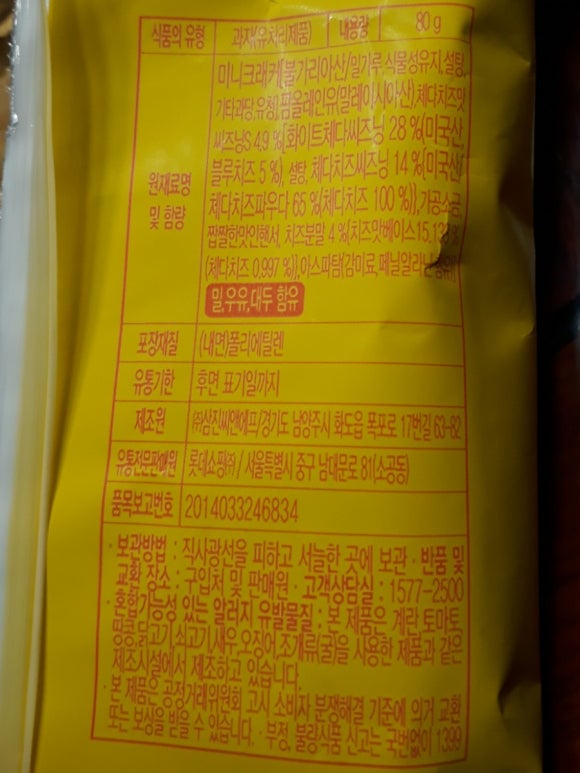 식품의 유형 과자(유처리제품) 내용량 80 g
원재료명 및 함량
미니크래커[불가리아산/밀가루,식물성유지,설탕,
기타과당,유청],팜올레인유(말레이시아산),체다치즈맛
씨즈닝S 4.9 %[화이트체다씨즈닝 28 %(미국산,
블루치즈 5 %), 설탕, 체다치즈씨즈닝 14 %{미국산/
체다치즈파우다 65 %(체다치즈 100 %)},가공소금,
짭짤한맛인핸서, 치즈분말 4 %{치즈맛베이스 15.13 %
(체다치즈 0.997 %)}],아스파탐(감미료,페닐알라닌함유)
밀,우유,대두 함유
포장재질 (내면)폴리에틸렌
유통기한 후면 표기일까지
제조원 ㈜삼진씨앤에프/경기도 남양주시 화도읍 폭포로 17번길 63-82
유통전문판매원 롯데쇼핑㈜ / 서울특별시 중구 남대문로 81(소공동)
품목보고번호 2014033246834
·보관방법 : 직사광선을 피하고 서늘한 곳에 보관 ·반품 및
교환 장소 : 구입처 및 판매원 ·고객상담실 : 1577-2500
·혼합가능성 있는 알러지 유발물질 : 본 제품은 계란,토마토,
땅콩,닭고기,쇠고기,새우,오징어,조개류(굴)을 사용한 제품과 같은
제조시설에서 제조하고 있습니다.
·본 제품은 공정거래위원회 고시 소비자 분쟁해결 기준에 의거 교환
또는 보상을 받을 수 있습니다. ·부정, 불량식품 신고는 국번없이 1399